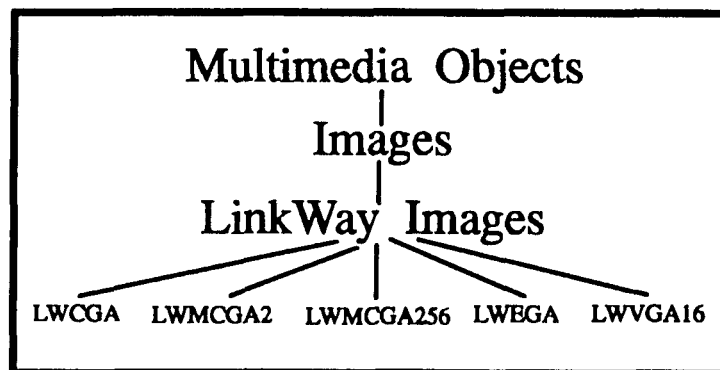 Multimedia Objects
Images
LinkWay Images
LWCGA LWMCGA2 LWMCGA256 LWEGA LWVGA16